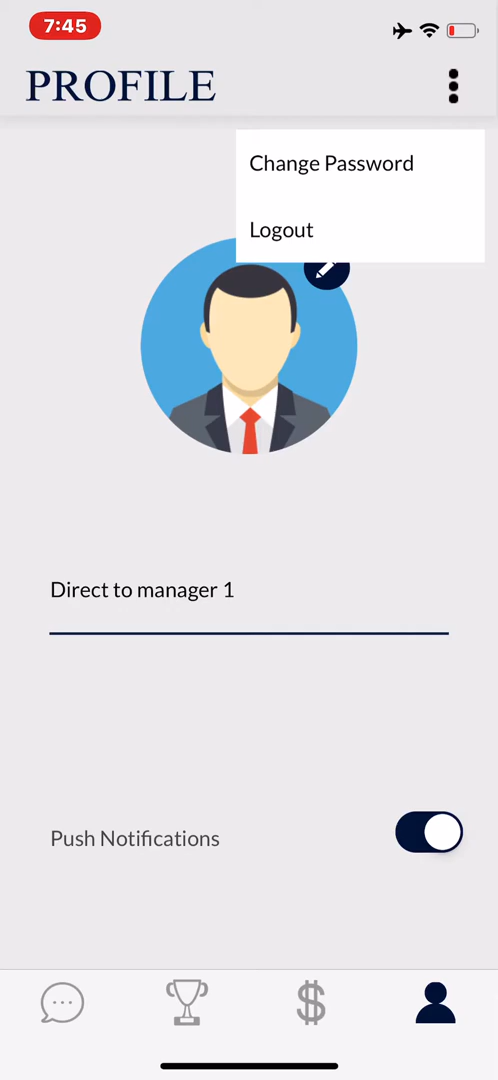 7:45
PROFILE
Change Password
Logout
Direct to manager 1
Push Notifications